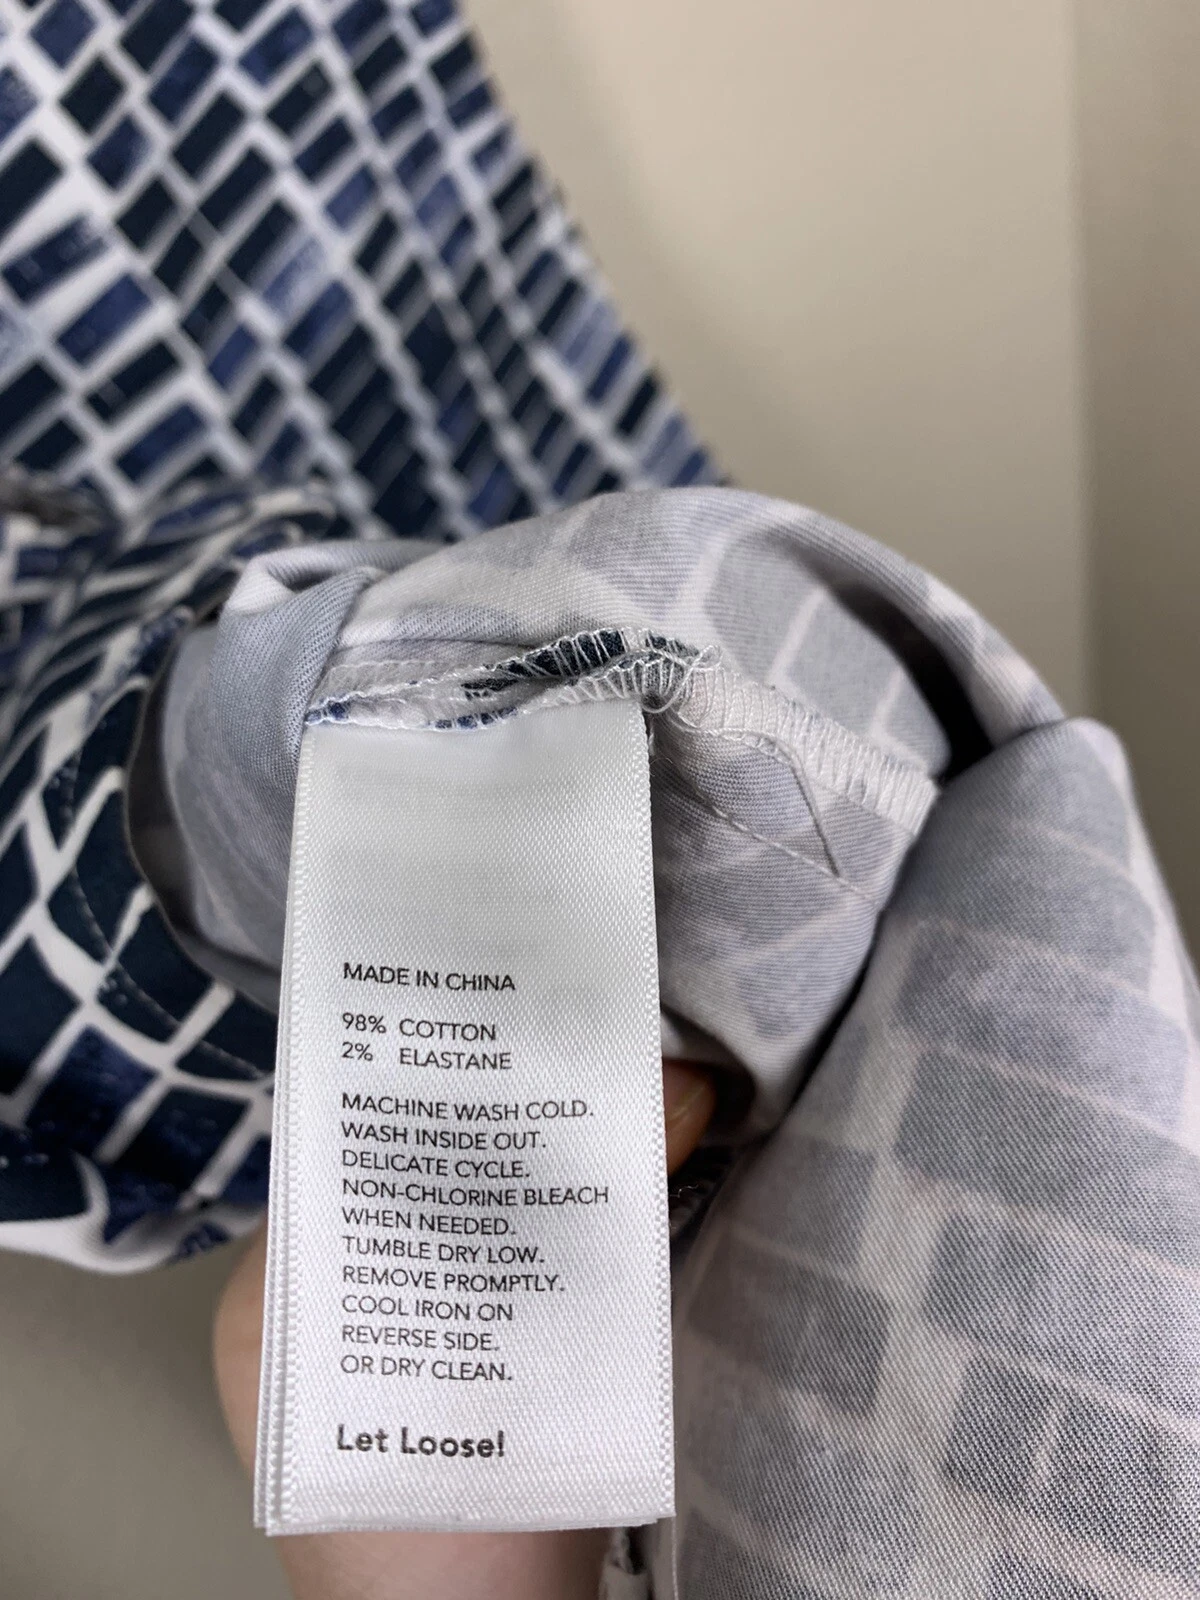 MADE IN CHINA
98% COTTON
2% ELASTANE
MACHINE WASH COLD.
WASH INSIDE OUT.
DELICATE CYCLE.
NON-CHLORINE BLEACH
WHEN NEEDED.
TUMBLE DRY LOW.
REMOVE PROMPTLY.
COOL IRON ON
REVERSE SIDE.
OR DRY CLEAN.
Let Loose!